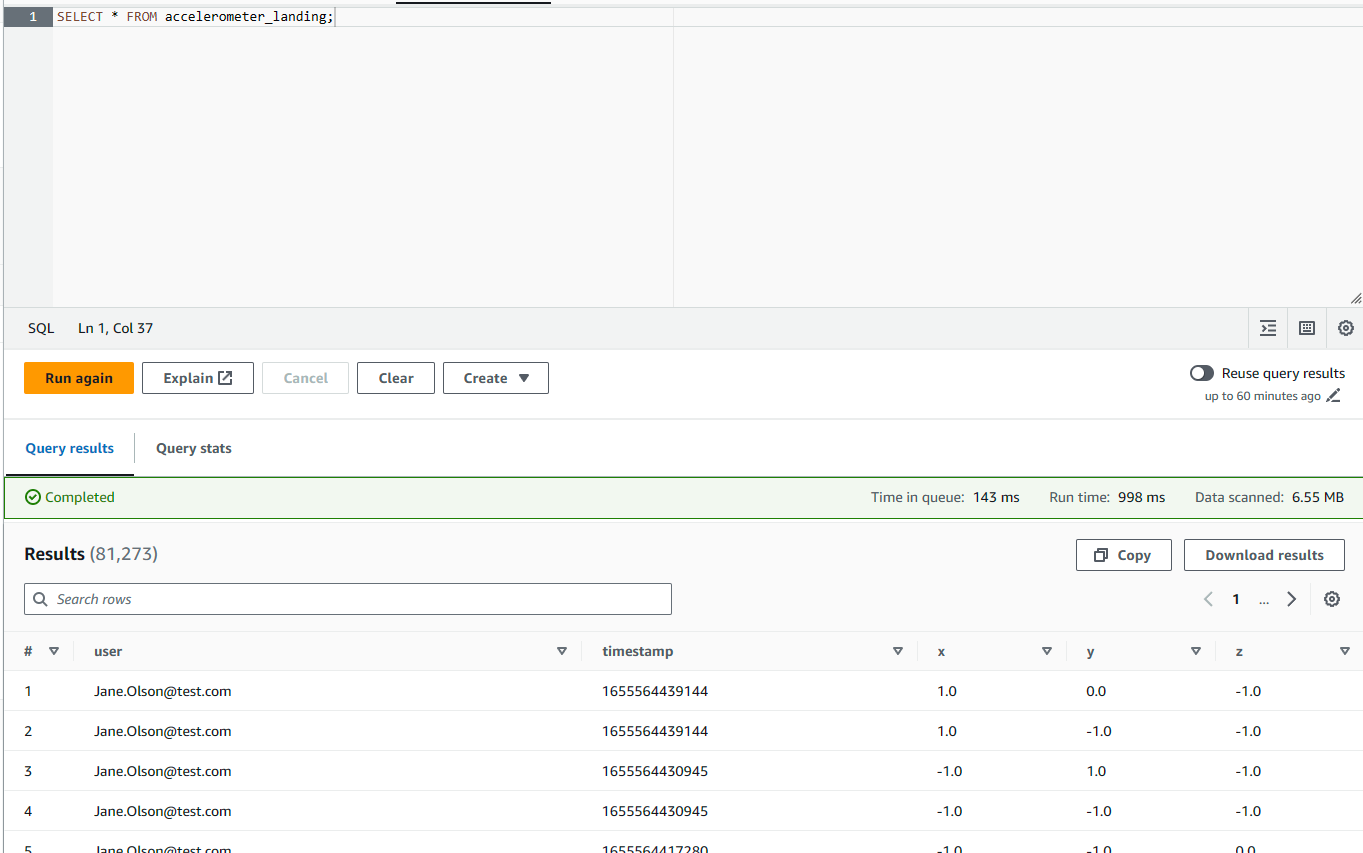 1 SELECT * FROM accelerometer_landing;
SQL Ln 1, Col 37
Run again Explain Cancel Clear Create Reuse query results
up to 60 minutes ago
Query results Query stats
Completed Time in queue: 143 ms Run time: 998 ms Data scanned: 6.55 MB
Results (81,273) Copy Download results
Search rows 1 ...
# user timestamp x y z
1 Jane.Olson@test.com 1655564439144 1.0 0.0 -1.0
2 Jane.Olson@test.com 1655564439144 1.0 -1.0 -1.0
3 Jane.Olson@test.com 1655564430945 -1.0 1.0 -1.0
4 Jane.Olson@test.com 1655564430945 -1.0 -1.0 -1.0
5 Jane.Olson@test.com 1655564417280 -1.0 -1.0 0.0